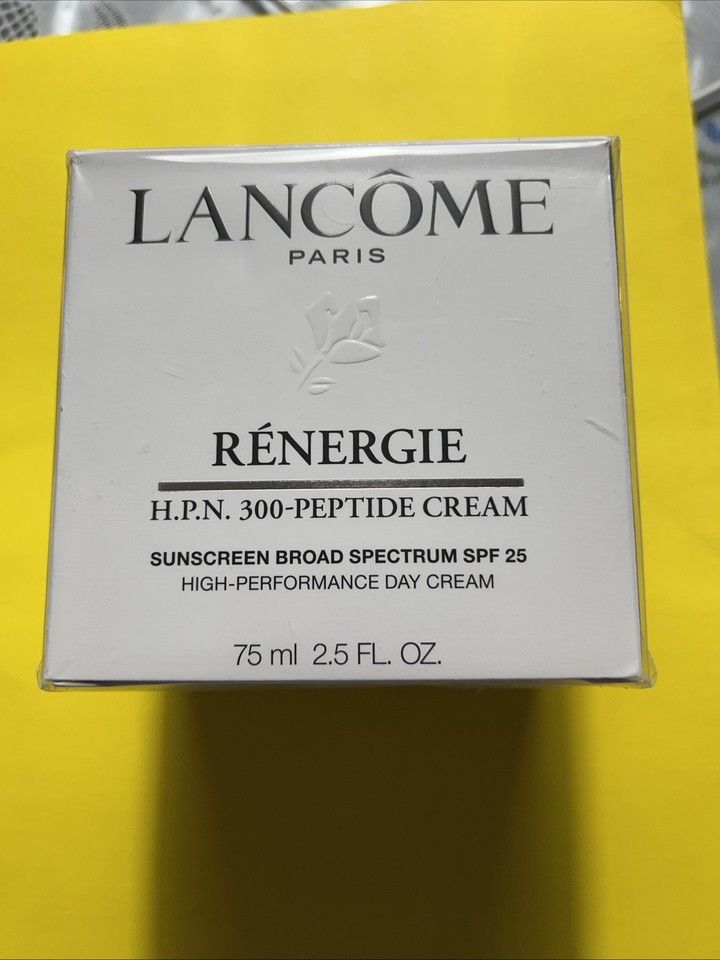 LANCÔME
PARIS
RÉNERGIE
H.P.N. 300-PEPTIDE CREAM
SUNSCREEN BROAD SPECTRUM SPF 25
HIGH-PERFORMANCE DAY CREAM
75 ml 2.5 FL. OZ.